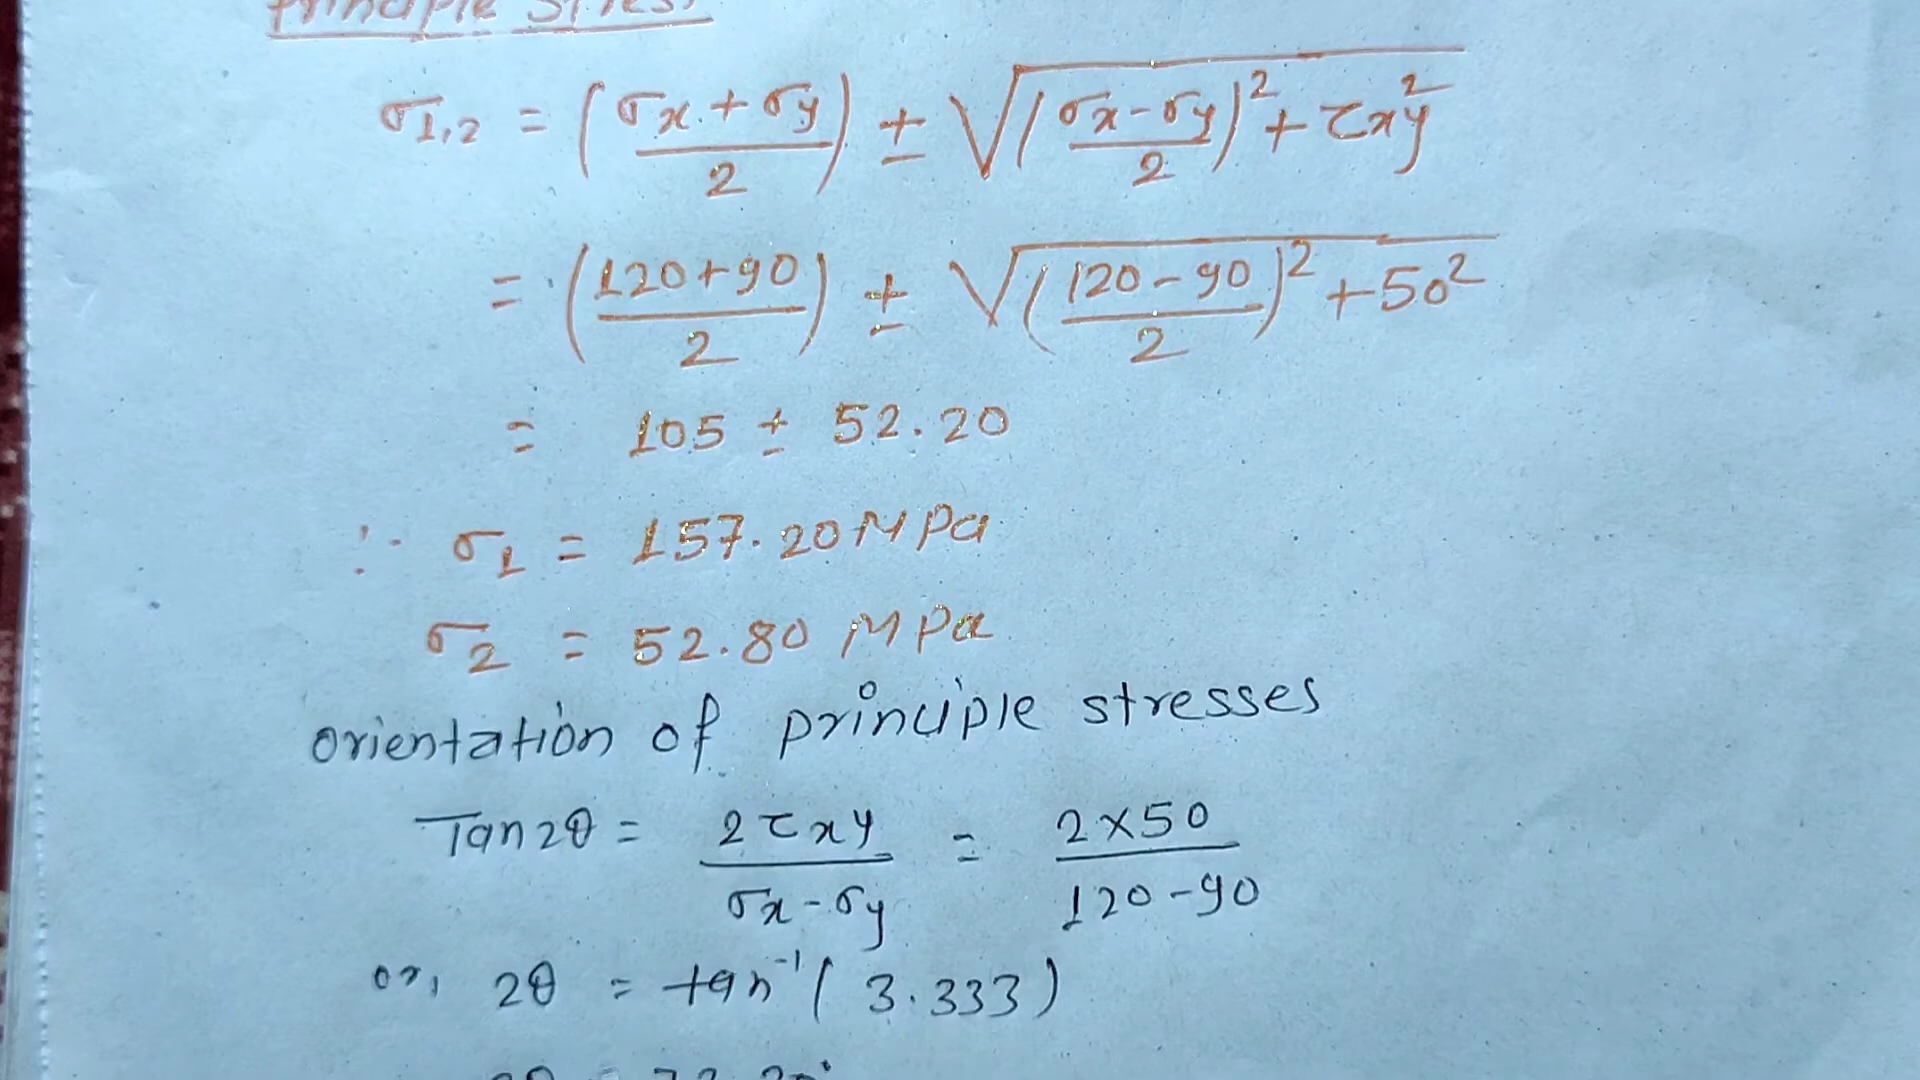 Principle Stress
σ1,2 = (σx + σy / 2) ± √((σx - σy / 2)² + τxy²)
= (120+90 / 2) ± √((120-90 / 2)² + 50²)
= 105 ± 52.20
∴ σ1 = 157.20 MPa
σ2 = 52.80 MPa
orientation of principle stresses
Tan2θ = 2τxy / σx-σy = 2×50 / 120-90
or, 2θ = tan⁻¹( 3.333)